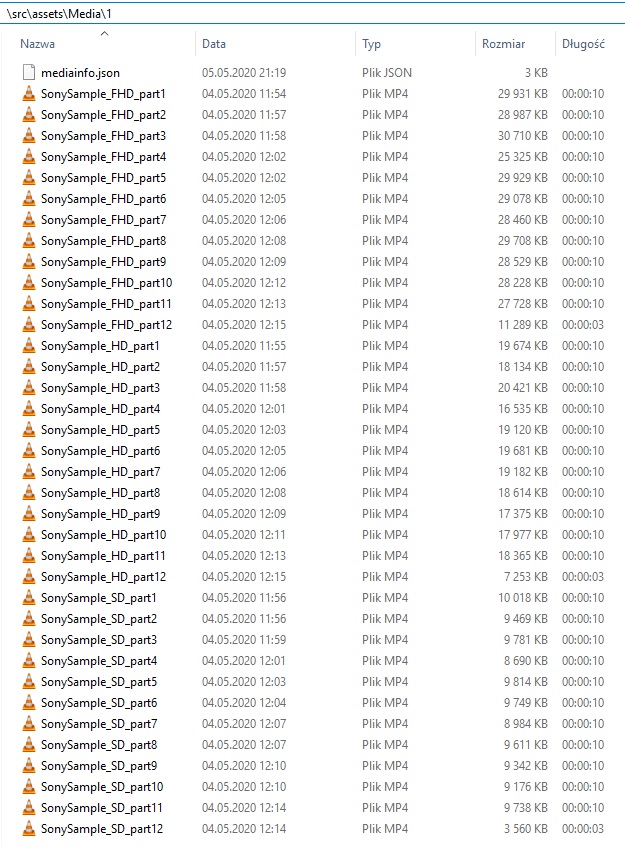 \src\assets\Media\1
Nazwa Data Typ Rozmiar Długość
mediainfo.json 05.05.2020 21:19 Plik JSON 3 KB
SonySample_FHD_part1 04.05.2020 11:54 Plik MP4 29 931 KB 00:00:10
SonySample_FHD_part2 04.05.2020 11:57 Plik MP4 28 987 KB 00:00:10
SonySample_FHD_part3 04.05.2020 11:58 Plik MP4 30 710 KB 00:00:10
SonySample_FHD_part4 04.05.2020 12:02 Plik MP4 25 325 KB 00:00:10
SonySample_FHD_part5 04.05.2020 12:02 Plik MP4 29 929 KB 00:00:10
SonySample_FHD_part6 04.05.2020 12:05 Plik MP4 29 078 KB 00:00:10
SonySample_FHD_part7 04.05.2020 12:06 Plik MP4 28 460 KB 00:00:10
SonySample_FHD_part8 04.05.2020 12:08 Plik MP4 29 708 KB 00:00:10
SonySample_FHD_part9 04.05.2020 12:09 Plik MP4 28 529 KB 00:00:10
SonySample_FHD_part10 04.05.2020 12:12 Plik MP4 28 228 KB 00:00:10
SonySample_FHD_part11 04.05.2020 12:13 Plik MP4 27 728 KB 00:00:10
SonySample_FHD_part12 04.05.2020 12:15 Plik MP4 11 289 KB 00:00:03
SonySample_HD_part1 04.05.2020 11:55 Plik MP4 19 674 KB 00:00:10
SonySample_HD_part2 04.05.2020 11:57 Plik MP4 18 134 KB 00:00:10
SonySample_HD_part3 04.05.2020 11:58 Plik MP4 20 421 KB 00:00:10
SonySample_HD_part4 04.05.2020 12:01 Plik MP4 16 535 KB 00:00:10
SonySample_HD_part5 04.05.2020 12:03 Plik MP4 19 120 KB 00:00:10
SonySample_HD_part6 04.05.2020 12:05 Plik MP4 19 681 KB 00:00:10
SonySample_HD_part7 04.05.2020 12:06 Plik MP4 19 182 KB 00:00:10
SonySample_HD_part8 04.05.2020 12:08 Plik MP4 18 614 KB 00:00:10
SonySample_HD_part9 04.05.2020 12:09 Plik MP4 17 375 KB 00:00:10
SonySample_HD_part10 04.05.2020 12:11 Plik MP4 17 977 KB 00:00:10
SonySample_HD_part11 04.05.2020 12:13 Plik MP4 18 365 KB 00:00:10
SonySample_HD_part12 04.05.2020 12:15 Plik MP4 7 253 KB 00:00:03
SonySample_SD_part1 04.05.2020 11:56 Plik MP4 10 018 KB 00:00:10
SonySample_SD_part2 04.05.2020 11:56 Plik MP4 9 469 KB 00:00:10
SonySample_SD_part3 04.05.2020 11:59 Plik MP4 9 781 KB 00:00:10
SonySample_SD_part4 04.05.2020 12:01 Plik MP4 8 690 KB 00:00:10
SonySample_SD_part5 04.05.2020 12:03 Plik MP4 9 814 KB 00:00:10
SonySample_SD_part6 04.05.2020 12:04 Plik MP4 9 749 KB 00:00:10
SonySample_SD_part7 04.05.2020 12:07 Plik MP4 8 984 KB 00:00:10
SonySample_SD_part8 04.05.2020 12:07 Plik MP4 9 611 KB 00:00:10
SonySample_SD_part9 04.05.2020 12:10 Plik MP4 9 342 KB 00:00:10
SonySample_SD_part10 04.05.2020 12:10 Plik MP4 9 176 KB 00:00:10
SonySample_SD_part11 04.05.2020 12:14 Plik MP4 9 738 KB 00:00:10
SonySample_SD_part12 04.05.2020 12:14 Plik MP4 3 560 KB 00:00:03